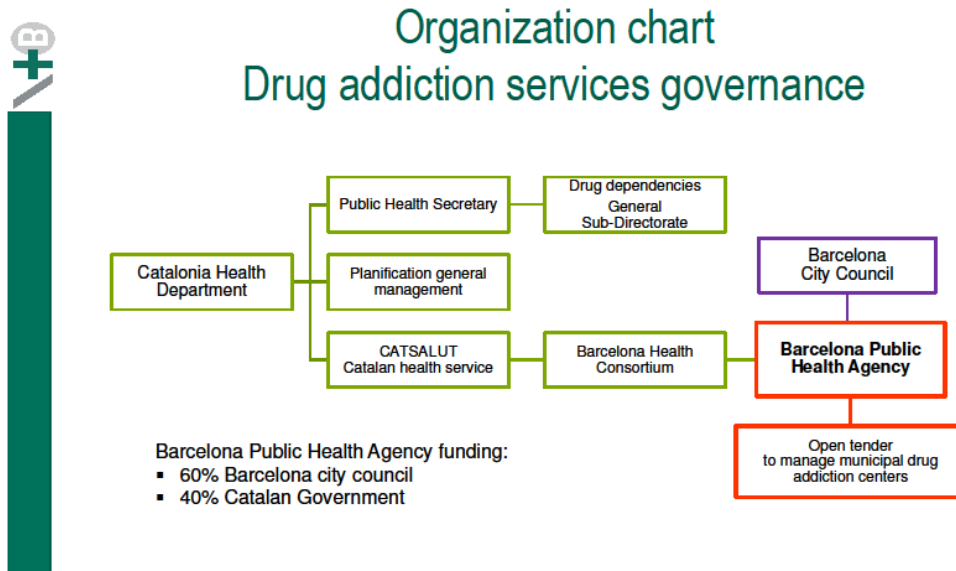 B
Organization chart
Drug addiction services governance
Public Health Secretary
Drug dependencies
General
Sub-Directorate
Catalonia Health
Department
Planification general
management
Barcelona
City Council
CATSALUT
Catalan health service
Barcelona Health
Consortium
Barcelona Public
Health Agency
Open tender
to manage municipal drug
addiction centers
Barcelona Public Health Agency funding:
▪ 60% Barcelona city council
▪ 40% Catalan Government